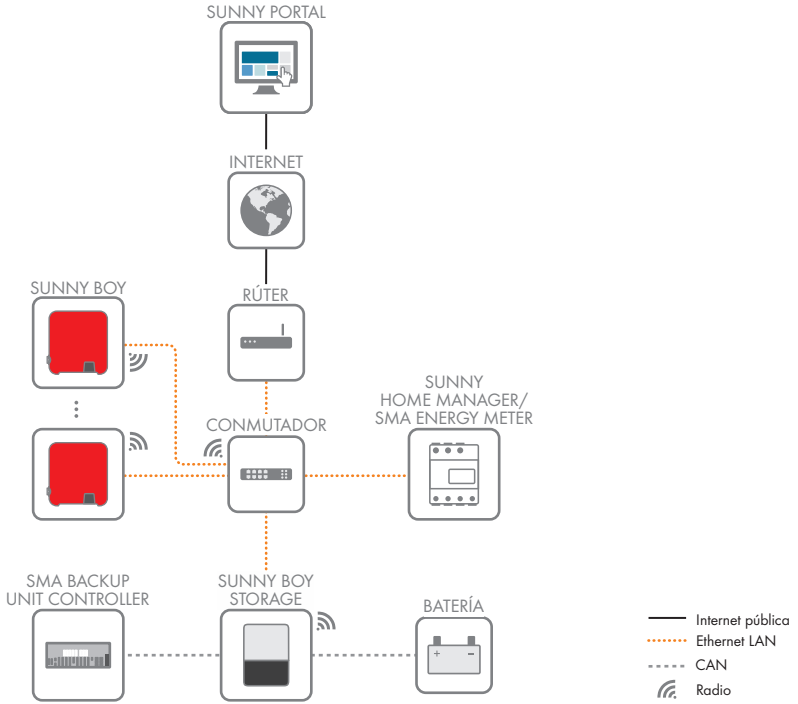 SUNNY PORTAL
INTERNET
SUNNY BOY
RÚTER
SUNNY
HOME MANAGER/
SMA ENERGY METER
CONMUTADOR
SMA BACKUP
UNIT CONTROLLER
SUNNY BOY
STORAGE
BATERÍA
+ −
Internet pública
Ethernet LAN
CAN
Radio